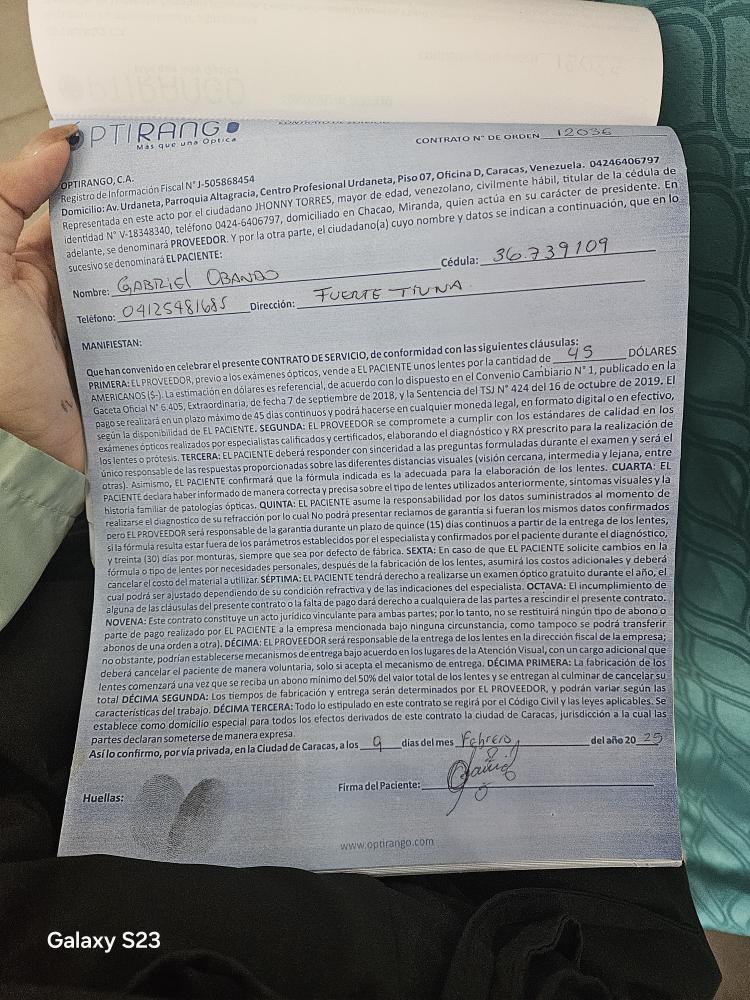 OPTIRANGO
Más que una Óptica
CONTRATO N° DE ORDEN 12036
OPTIRANGO, C.A.
Registro de Información Fiscal N° J-505868454
Domicilio: Av. Urdaneta, Parroquia Altagracia, Centro Profesional Urdaneta, Piso 07, Oficina D, Caracas, Venezuela. 04246406797
Representada en este acto por el ciudadano JHONNY TORRES, mayor de edad, venezolano, civilmente hábil, titular de la cédula de
identidad N° V-18348340, teléfono 0424-6406797, domiciliado en Chacao, Miranda, quien actúa en su carácter de presidente. En
adelante, se denominará PROVEEDOR. Y por la otra parte, el ciudadano(a) cuyo nombre y datos se indican a continuación, que en lo
sucesivo se denominará EL PACIENTE:
Nombre: GABRIEL OBANDO Cédula: 36.739109
Teléfono: 04125481685 Dirección: FUERTE TIUNA
MANIFIESTAN:
Que han convenido en celebrar el presente CONTRATO DE SERVICIO, de conformidad con las siguientes cláusulas:
PRIMERA: EL PROVEEDOR, previo a los exámenes ópticos, vende a EL PACIENTE unos lentes por la cantidad de 45 DÓLARES
AMERICANOS ($-). La estimación en dólares es referencial, de acuerdo con lo dispuesto en el Convenio Cambiario N° 1, publicado en la
Gaceta Oficial N° 6.405, Extraordinaria, de fecha 7 de septiembre de 2018, y la Sentencia del TSJ N° 424 del 16 de octubre de 2019. El
pago se realizará en un plazo máximo de 45 días continuos y podrá hacerse en cualquier moneda legal, en formato digital o en efectivo,
según la disponibilidad de EL PACIENTE. SEGUNDA: EL PROVEEDOR se compromete a cumplir con los estándares de calidad en los
exámenes ópticos realizados por especialistas calificados y certificados, elaborando el diagnóstico y RX prescrito para la realización de
los lentes o prótesis. TERCERA: EL PACIENTE deberá responder con sinceridad a las preguntas formuladas durante el examen y será el
único responsable de las respuestas proporcionadas sobre las diferentes distancias visuales (visión cercana, intermedia y lejana, entre
otras). Asimismo, EL PACIENTE confirmará que la fórmula indicada es la adecuada para la elaboración de los lentes. CUARTA: EL
PACIENTE declara haber informado de manera correcta y precisa sobre el tipo de lentes utilizados anteriormente, síntomas visuales y la
historia familiar de patologías ópticas. QUINTA: EL PACIENTE asume la responsabilidad por los datos suministrados al momento de
realizarse el diagnostico de su refracción por lo cual No podrá presentar reclamos de garantía si fueran los mismos datos confirmados
pero EL PROVEEDOR será responsable de la garantía durante un plazo de quince (15) días continuos a partir de la entrega de los lentes,
si la fórmula resulta estar fuera de los parámetros establecidos por el especialista y confirmados por el paciente durante el diagnóstico,
y treinta (30) días por monturas, siempre que sea por defecto de fábrica. SEXTA: En caso de que EL PACIENTE solicite cambios en la
fórmula o tipo de lentes por necesidades personales, después de la fabricación de los lentes, asumirá los costos adicionales y deberá
cancelar el costo del material a utilizar. SÉPTIMA: EL PACIENTE tendrá derecho a realizarse un examen óptico gratuito durante el año, el
cual podrá ser ajustado dependiendo de su condición refractiva y de las indicaciones del especialista. OCTAVA: El incumplimiento de
alguna de las cláusulas del presente contrato o la falta de pago dará derecho a cualquiera de las partes a rescindir el presente contrato.
NOVENA: Este contrato constituye un acto jurídico vinculante para ambas partes; por lo tanto, no se restituirá ningún tipo de abono o
parte de pago realizado por EL PACIENTE a la empresa mencionada bajo ninguna circunstancia, como tampoco se podrá transferir
abonos de una orden a otra). DÉCIMA: EL PROVEEDOR será responsable de la entrega de los lentes en la dirección fiscal de la empresa;
no obstante, podrían establecerse mecanismos de entrega bajo acuerdo en los lugares de la Atención Visual, con un cargo adicional que
deberá cancelar el paciente de manera voluntaria, solo si acepta el mecanismo de entrega. DÉCIMA PRIMERA: La fabricación de los
lentes comenzará una vez que se reciba un abono mínimo del 50% del valor total de los lentes y se entregan al culminar de cancelar su
total DÉCIMA SEGUNDA: Los tiempos de fabricación y entrega serán determinados por EL PROVEEDOR, y podrán variar según las
características del trabajo. DÉCIMA TERCERA: Todo lo estipulado en este contrato se regirá por el Código Civil y las leyes aplicables. Se
establece como domicilio especial para todos los efectos derivados de este contrato la ciudad de Caracas, jurisdicción a la cual las
partes declaran someterse de manera expresa.
Así lo confirmo, por vía privada, en la Ciudad de Caracas, a los 9 días del mes Febrero del año 20 25
Huellas: Firma del Paciente:
www.optirango.com
Galaxy S23